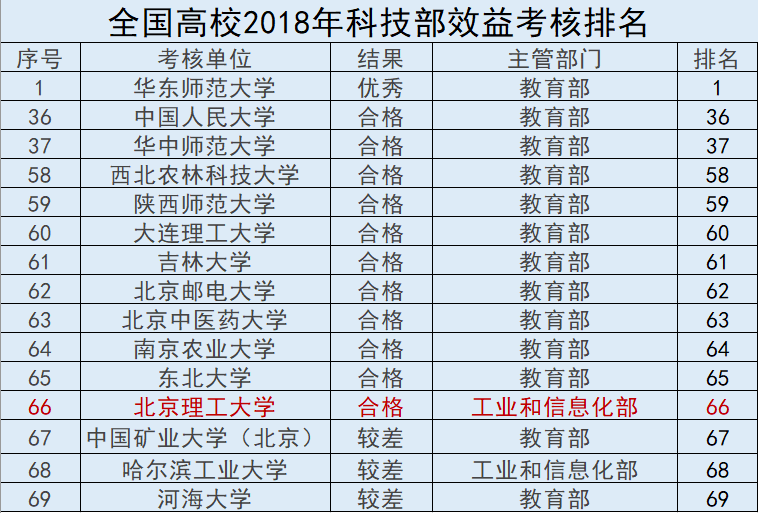 全国高校2018年科技部效益考核排名
序号 考核单位 结果 主管部门 排名
1 华东师范大学 优秀 教育部 1
36 中国人民大学 合格 教育部 36
37 华中师范大学 合格 教育部 37
58 西北农林科技大学 合格 教育部 58
59 陕西师范大学 合格 教育部 59
60 大连理工大学 合格 教育部 60
61 吉林大学 合格 教育部 61
62 北京邮电大学 合格 教育部 62
63 北京中医药大学 合格 教育部 63
64 南京农业大学 合格 教育部 64
65 东北大学 合格 教育部 65
66 北京理工大学 合格 工业和信息化部 66
67 中国矿业大学（北京） 较差 教育部 67
68 哈尔滨工业大学 较差 工业和信息化部 68
69 河海大学 较差 教育部 69